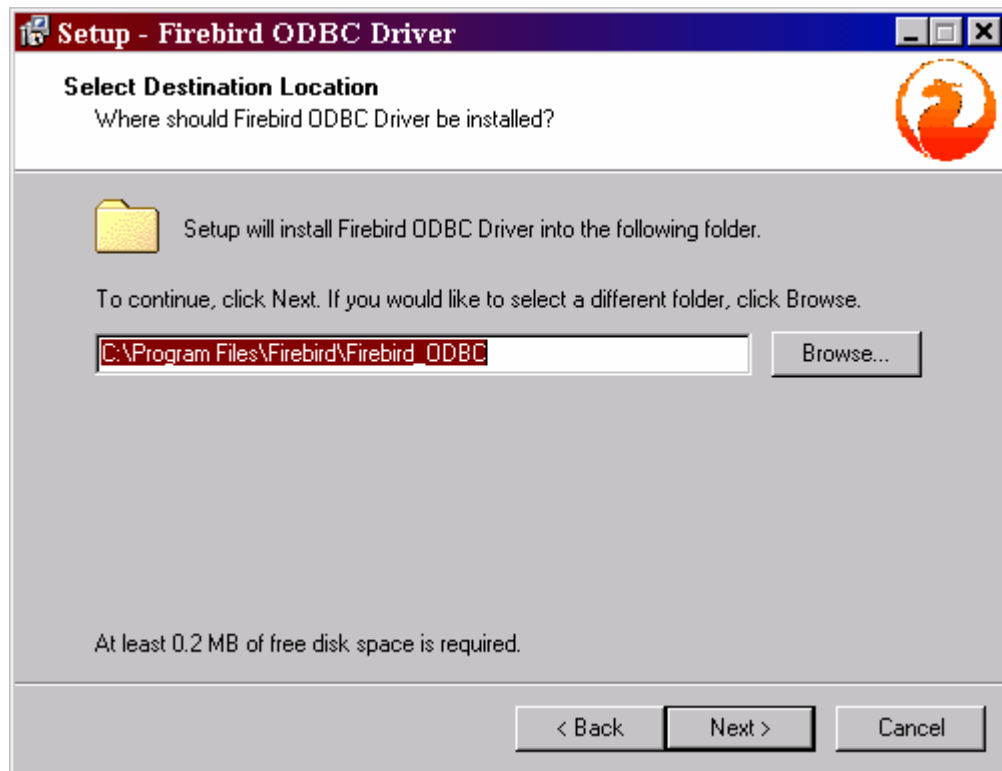 Setup - Firebird ODBC Driver
Select Destination Location
Where should Firebird ODBC Driver be installed?
Setup will install Firebird ODBC Driver into the following folder.
To continue, click Next. If you would like to select a different folder, click Browse.
C:\Program Files\Firebird\Firebird_ODBC
Browse...
At least 0.2 MB of free disk space is required.
< Back
Next >
Cancel